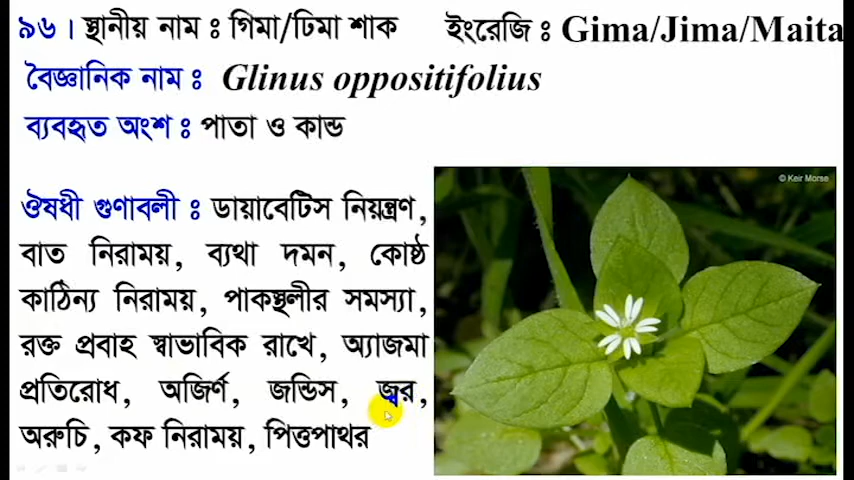 ৯৬। স্থানীয় নাম ঃ গিমা/ঢিমা শাক ইংরেজি ঃ Gima/Jima/Maita
বৈজ্ঞানিক নাম ঃ Glinus oppositifolius
ব্যবহৃত অংশ ঃ পাতা ও কান্ড
ঔষধী গুণাবলী ঃ ডায়াবেটিস নিয়ন্ত্রণ,
বাত নিরাময়, ব্যথা দমন, কোষ্ঠ
কাঠিন্য নিরাময়, পাকস্থলীর সমস্যা,
রক্ত প্রবাহ স্বাভাবিক রাখে, অ্যাজমা
প্রতিরোধ, অজির্ণ, জন্ডিস, জ্বর,
অরুচি, কফ নিরাময়, পিত্তপাথর
© Keir Morse